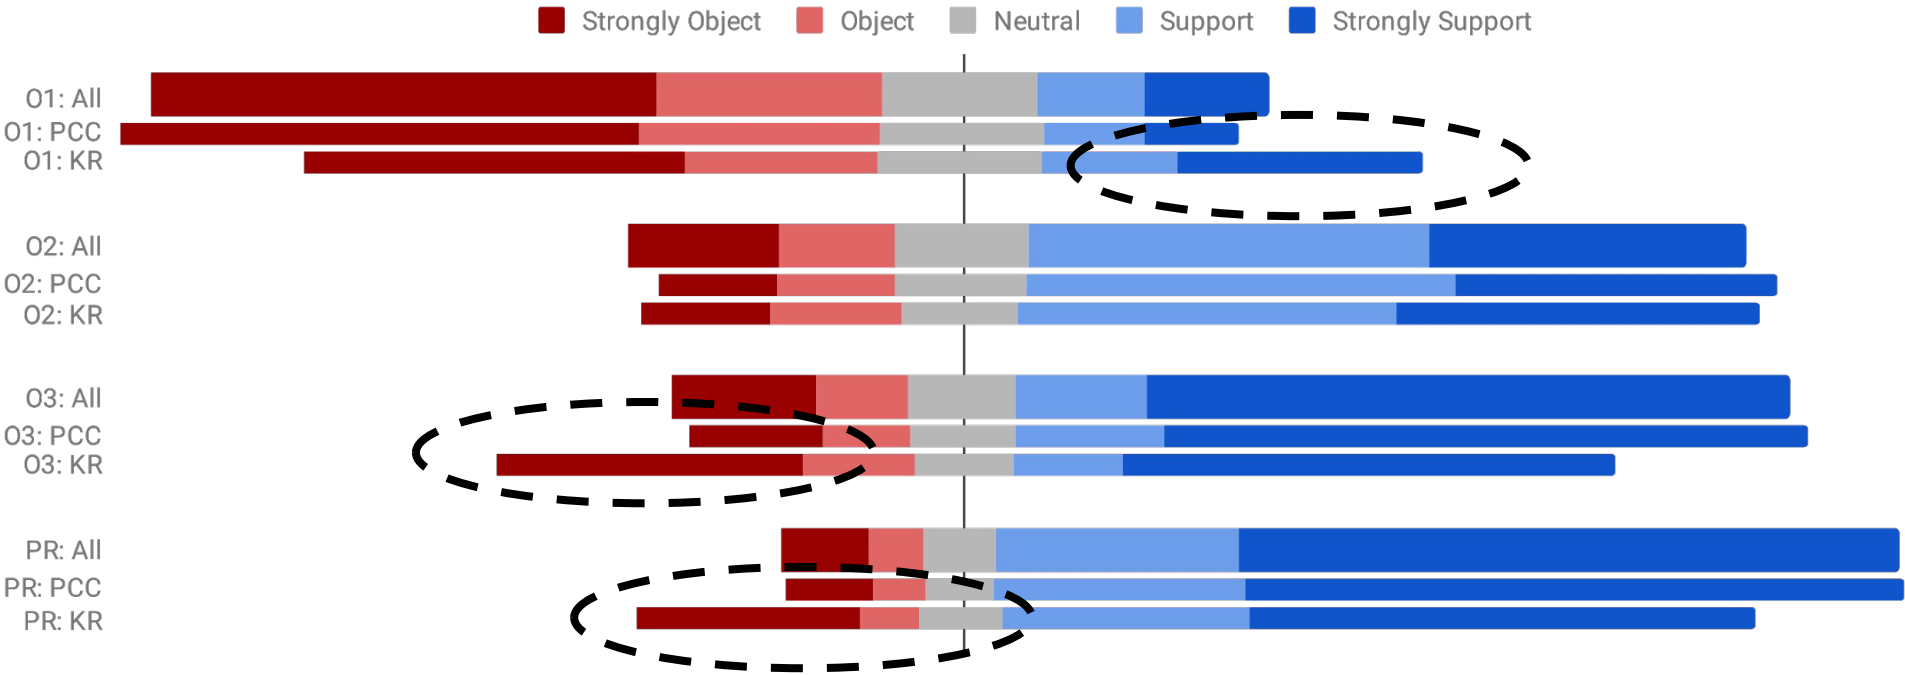 Strongly Object Object Neutral Support Strongly Support
O1: All
O1: PCC
O1: KR
O2: All
O2: PCC
O2: KR
O3: All
O3: PCC
O3: KR
PR: All
PR: PCC
PR: KR